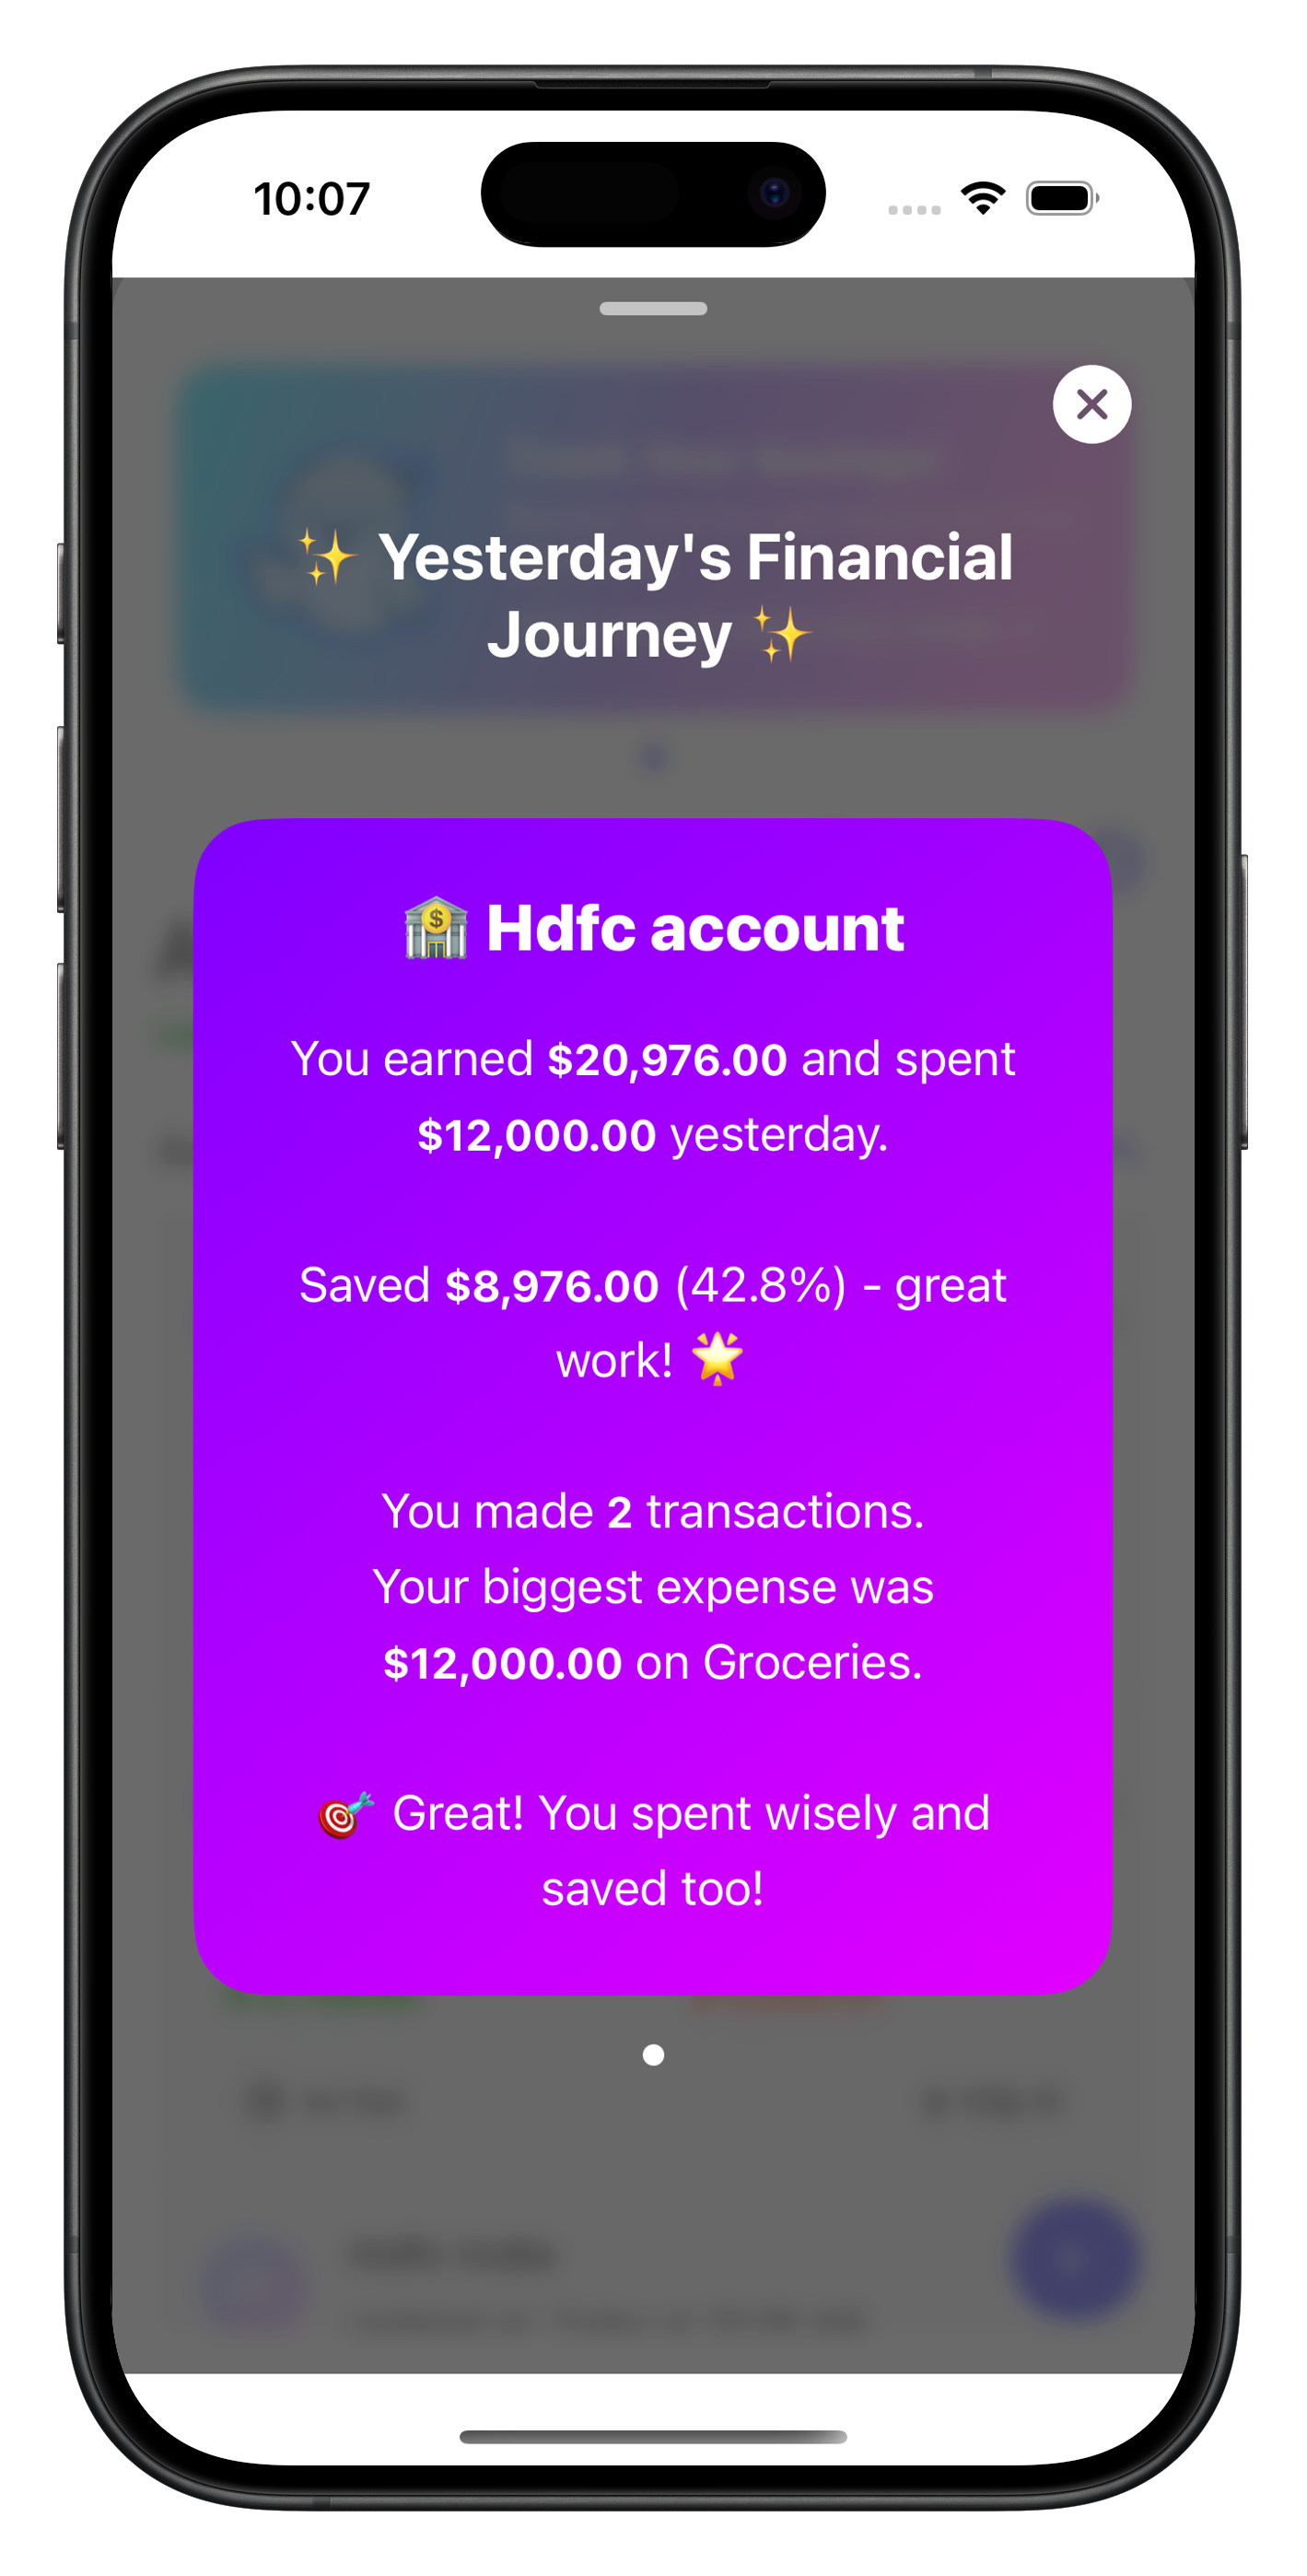 10:07
✨ Yesterday's Financial
Journey ✨
🏦 Hdfc account
You earned $20,976.00 and spent
$12,000.00 yesterday.
Saved $8,976.00 (42.8%) - great
work! 🌟
You made 2 transactions.
Your biggest expense was
$12,000.00 on Groceries.
🎯 Great! You spent wisely and
saved too!